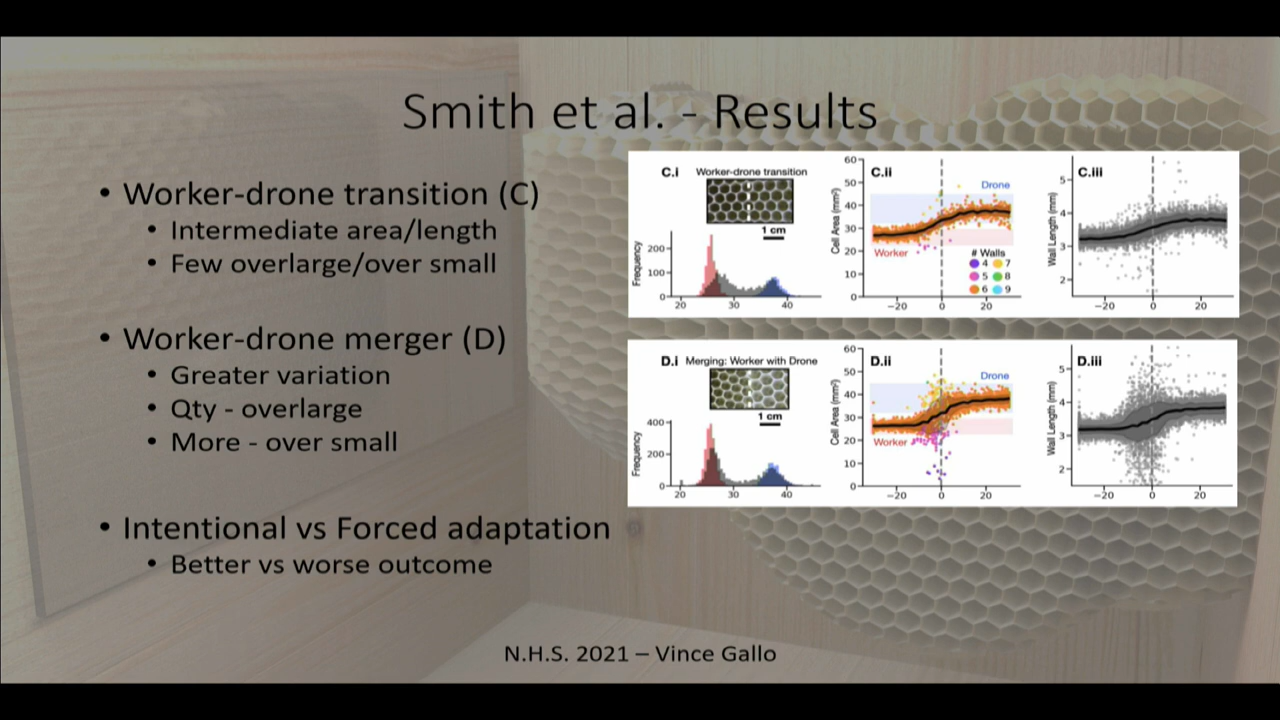 Smith et al. - Results
• Worker-drone transition (C)
• Intermediate area/length
• Few overlarge/over small
• Worker-drone merger (D)
• Greater variation
• Qty - overlarge
• More - over small
• Intentional vs Forced adaptation
• Better vs worse outcome
C.i Worker-drone transition
1 cm
Frequency
200
100
0
20 30 40
C.ii
Cell Area (mm²)
60
50
40
30
20
10
0
Drone
Worker
# Walls
4 7
5 8
6 9
−20 0 20
C.iii
Wall Length (mm)
5
4
3
2
−20 0 20
D.i Merging: Worker with Drone
1 cm
Frequency
400
200
0
20 30 40
D.ii
Cell Area (mm²)
60
50
40
30
20
10
0
Drone
Worker
−20 0 20
D.iii
Wall Length (mm)
5
4
3
2
−20 0 20
N.H.S. 2021 – Vince Gallo